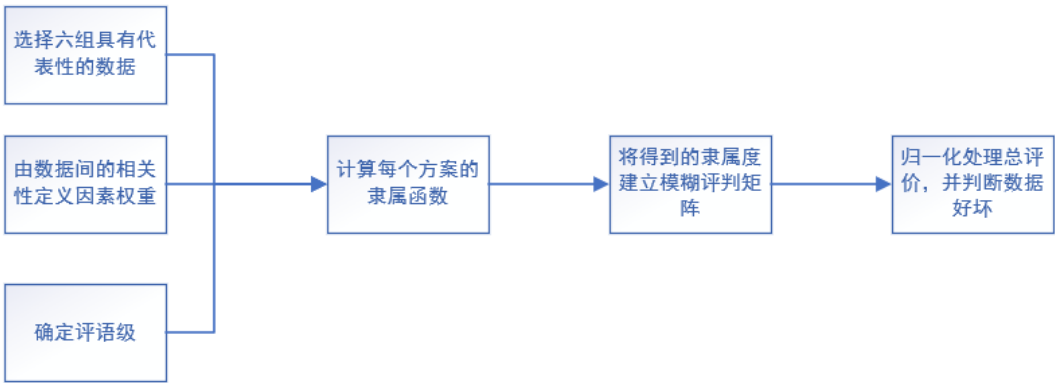 选择六组具有代
表性的数据
由数据间的相关
性定义因素权重
确定评语级
计算每个方案的
隶属函数
将得到的隶属度
建立模糊评判矩
阵
归一化处理总评
价，并判断数据
好坏